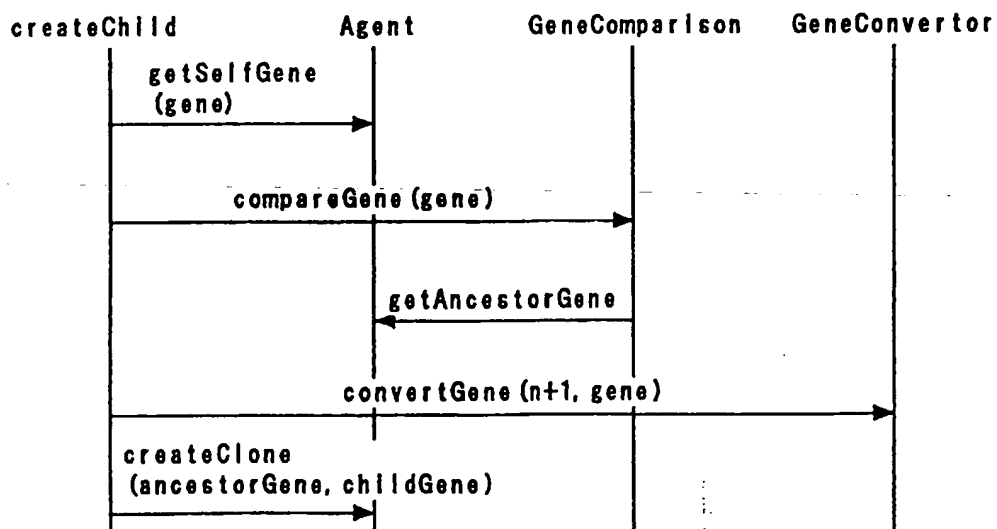 createChild Agent GeneComparison GeneConvertor
getSelfGene
(gene)
compareGene (gene)
getAncestorGene
convertGene (n+1, gene)
createClone
(ancestorGene, childGene)